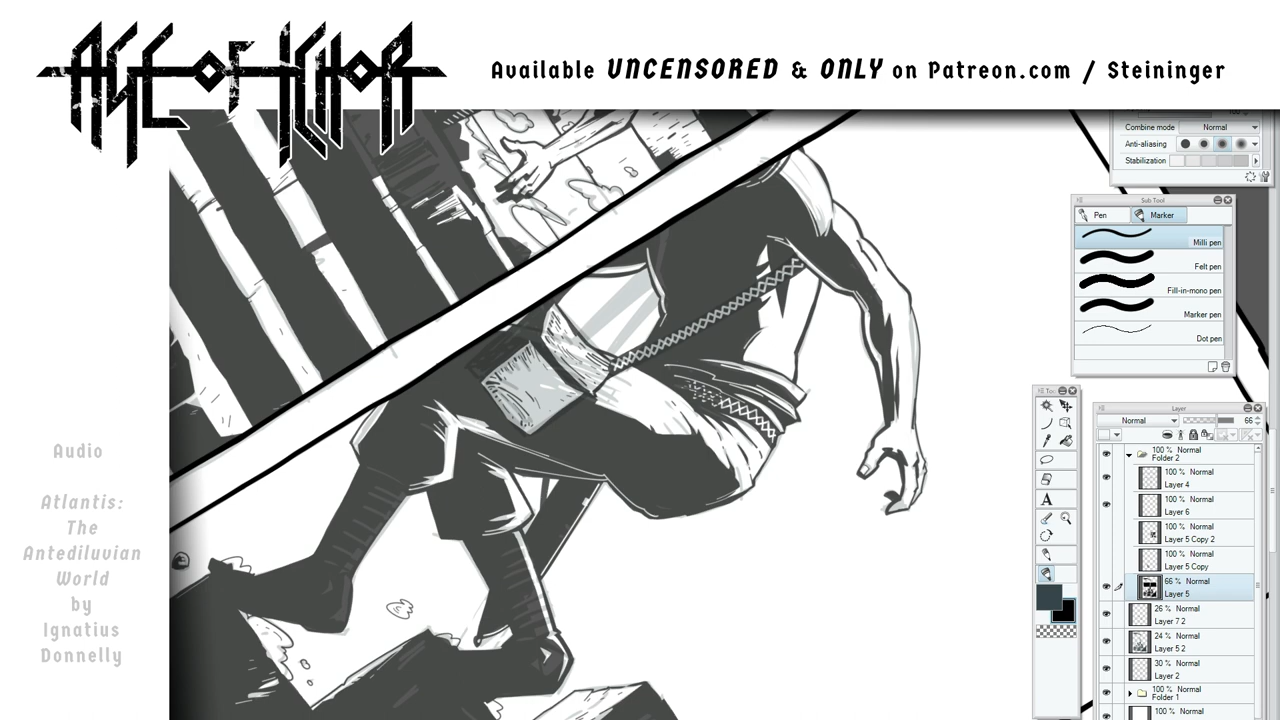 AGE OF ICHOR
Available UNCENSORED & ONLY on Patreon.com / Steininger
Combine mode Normal
Anti-aliasing
Stabilization
Sub Tool
Pen Marker
Milli pen
Felt pen
Fill-in-mono pen
Marker pen
Dot pen
Layer
Normal 66
100 % Normal
Folder 2
100 % Normal
Layer 4
100 % Normal
Layer 6
100 % Normal
Layer 5 Copy 2
100 % Normal
Layer 5 Copy
66 % Normal
Layer 5
26 % Normal
Layer 7 2
24 % Normal
Layer 5 2
30 % Normal
Layer 2
100 % Normal
Folder 1
100 % Normal
Audio
Atlantis:
The
Antediluvian
World
by
Ignatius
Donnelly